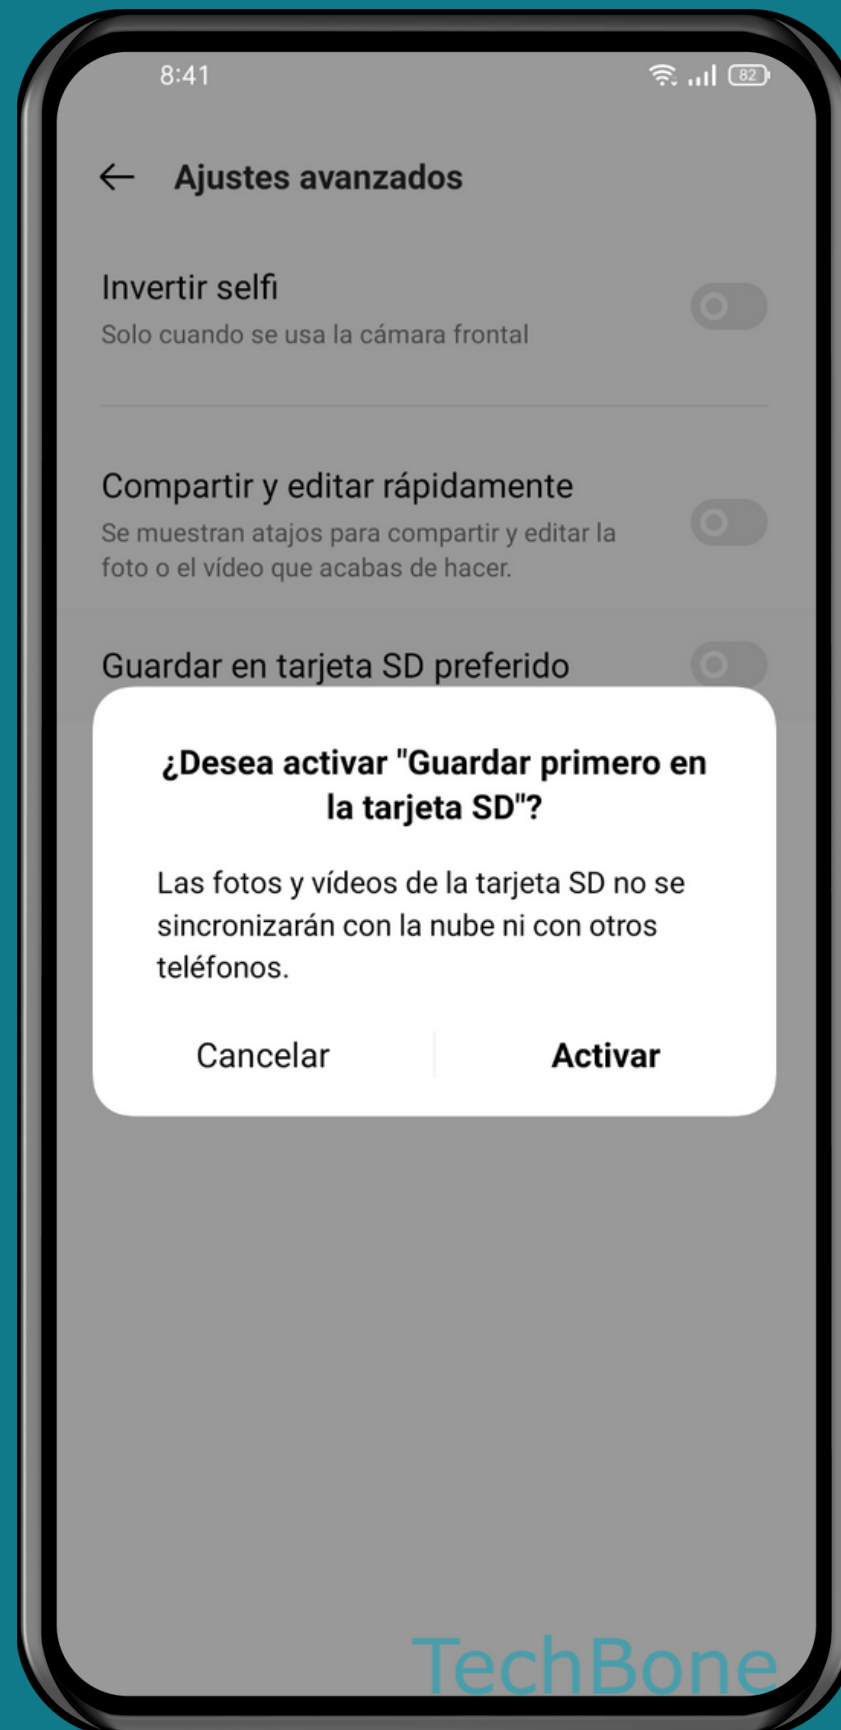 8:41
82
Ajustes avanzados
Invertir selfi
Solo cuando se usa la cámara frontal
Compartir y editar rápidamente
Se muestran atajos para compartir y editar la
foto o el vídeo que acabas de hacer.
Guardar en tarjeta SD preferido
¿Desea activar "Guardar primero en
la tarjeta SD"?
Las fotos y vídeos de la tarjeta SD no se
sincronizarán con la nube ni con otros
teléfonos.
Cancelar
Activar
TechBone